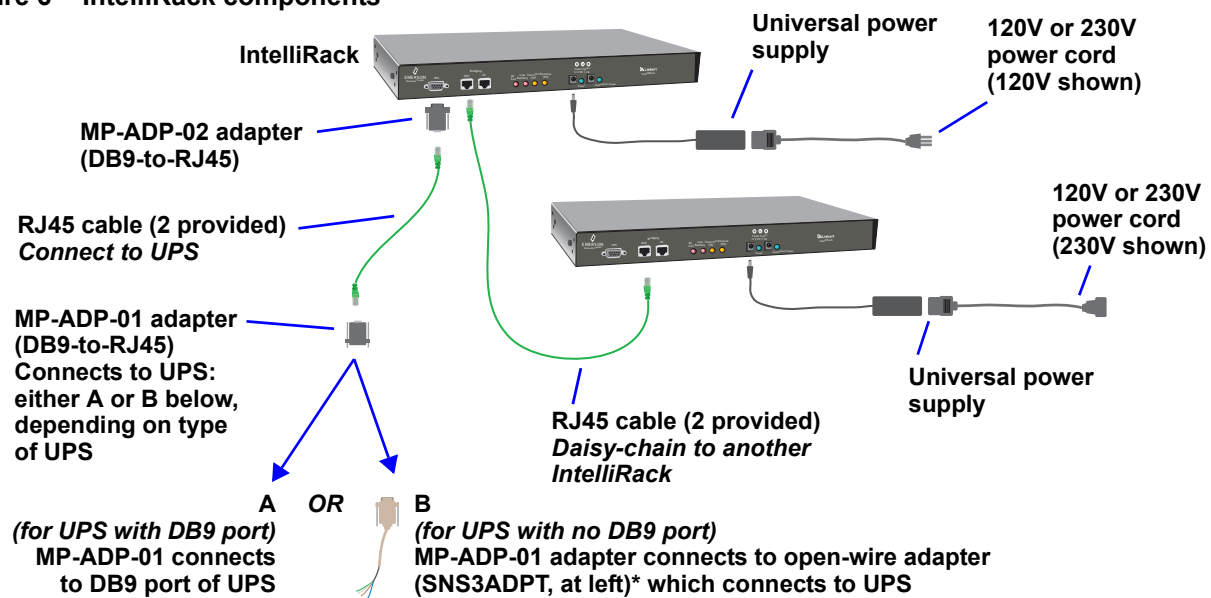 IntelliRack components
IntelliRack
Universal power
supply
120V or 230V
power cord
(120V shown)
MP-ADP-02 adapter
(DB9-to-RJ45)
RJ45 cable (2 provided)
Connect to UPS
120V or 230V
power cord
(230V shown)
MP-ADP-01 adapter
(DB9-to-RJ45)
Connects to UPS:
either A or B below,
depending on type
of UPS
Universal power
supply
RJ45 cable (2 provided)
Daisy-chain to another
IntelliRack
A OR B
(for UPS with DB9 port)
MP-ADP-01 connects
to DB9 port of UPS
(for UPS with no DB9 port)
MP-ADP-01 adapter connects to open-wire adapter
(SNS3ADPT, at left)* which connects to UPS